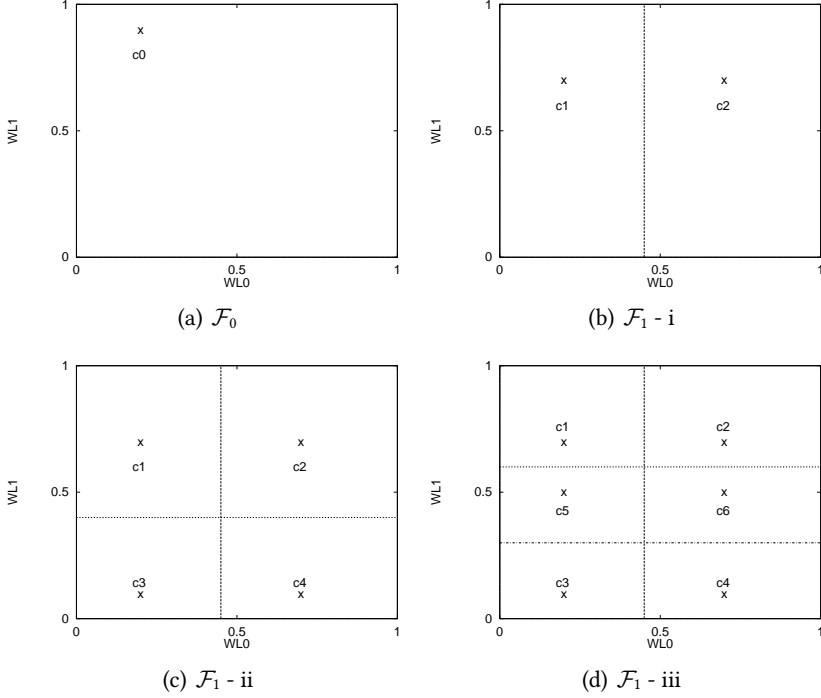 1
x
c0
WL1
0.5
0
0 0.5 1
WL0
(a) F0
1
x x
c1 c2
WL1
0.5
0
0 0.5 1
WL0
(b) F1 - i
1
x x
c1 c2
WL1
0.5
c3 c4
x x
0
0 0.5 1
WL0
(c) F1 - ii
1
c1 c2
x x
WL1
0.5
x x
c5 c6
c3 c4
x x
0
0 0.5 1
WL0
(d) F1 - iii